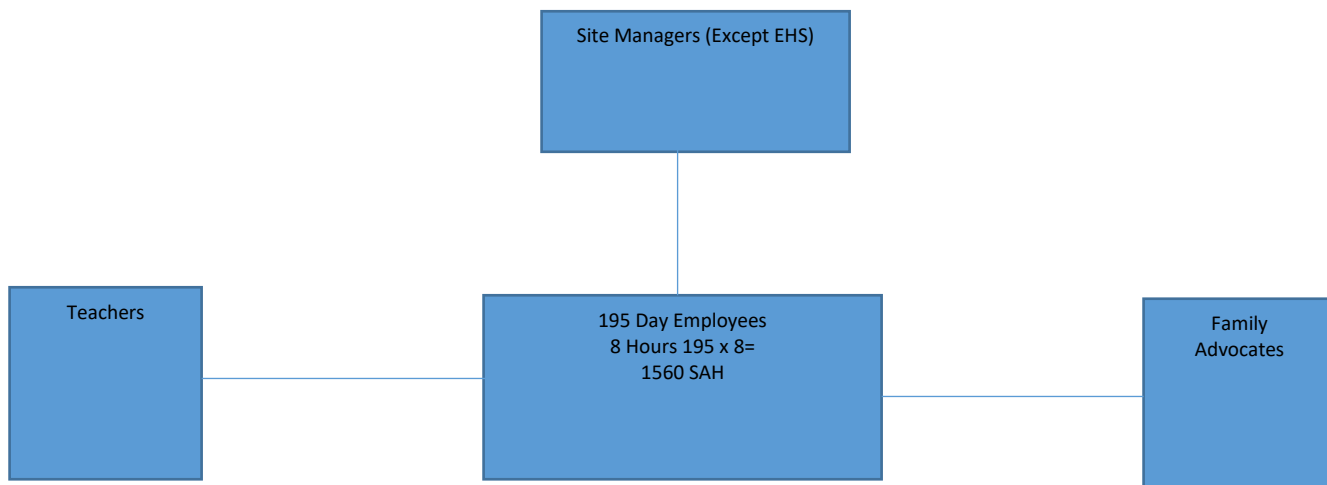 Site Managers (Except EHS)
Teachers
195 Day Employees
8 Hours 195 x 8=
1560 SAH
Family
Advocates